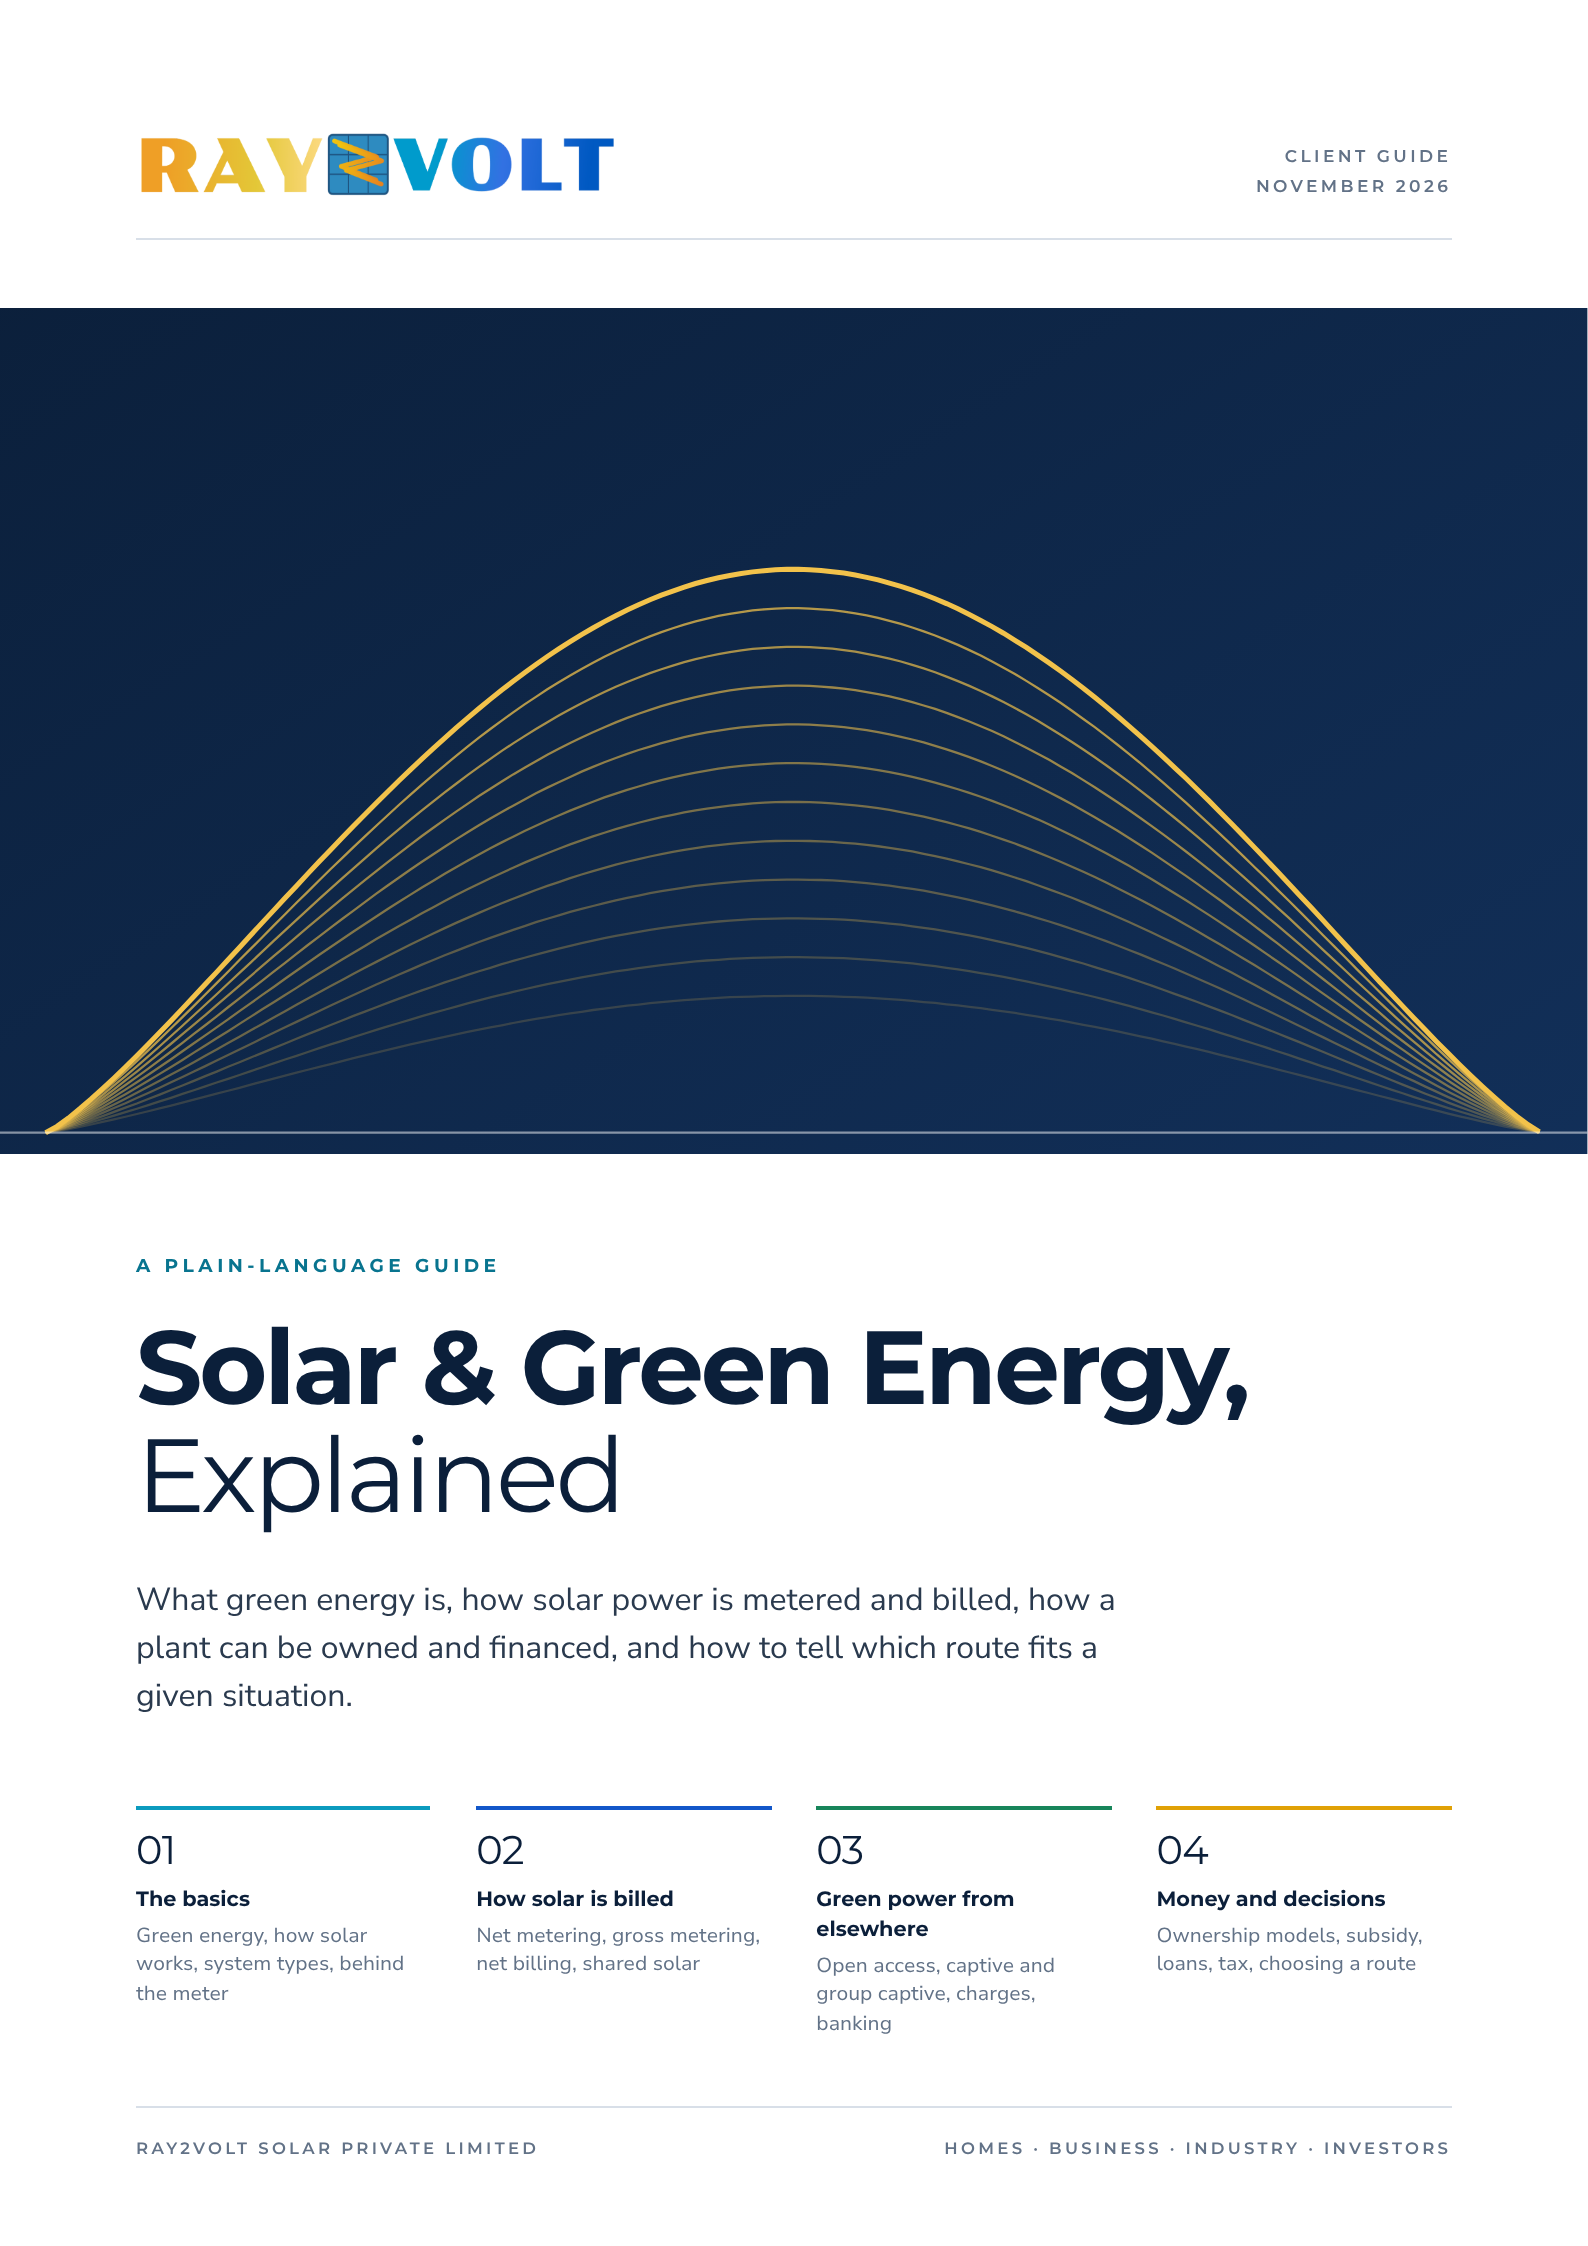 RAY2VOLT
CLIENT GUIDE
NOVEMBER 2026
A PLAIN-LANGUAGE GUIDE
Solar & Green Energy,
Explained
What green energy is, how solar power is metered and billed, how a
plant can be owned and financed, and how to tell which route fits a
given situation.
01
The basics
Green energy, how solar
works, system types, behind
the meter
02
How solar is billed
Net metering, gross metering,
net billing, shared solar
03
Green power from
elsewhere
Open access, captive and
group captive, charges,
banking
04
Money and decisions
Ownership models, subsidy,
loans, tax, choosing a route
RAY2VOLT SOLAR PRIVATE LIMITED
HOMES · BUSINESS · INDUSTRY · INVESTORS